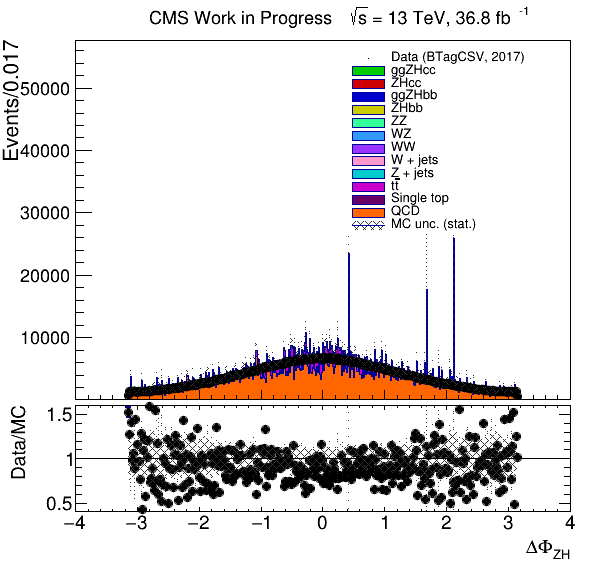 CMS Work in Progress √s = 13 TeV, 36.8 fb⁻¹
Events/0.017
50000
40000
30000
20000
10000
Data (BTagCSV, 2017)
ggZHcc
ZHcc
ggZHbb
ZHbb
ZZ
WZ
WW
W + jets
Z + jets
tt̅
Single top
QCD
MC unc. (stat.)
Data/MC
1.5
1
0.5
−4 −3 −2 −1 0 1 2 3 4
ΔΦ_ZH